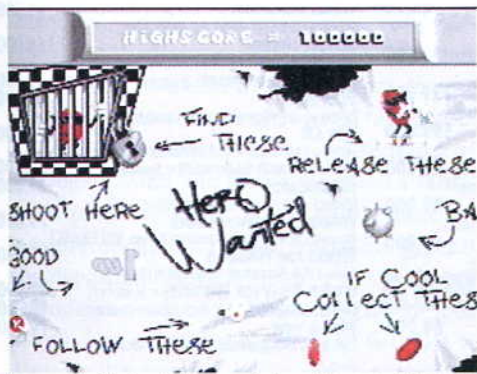 HIGHSCORE = 100000
FIND
THESE
RELEASE THESE
SHOOT HERE
HERO
WANTED
BA
GOOD
IF COOL
COLLECT THES
FOLLOW THESE